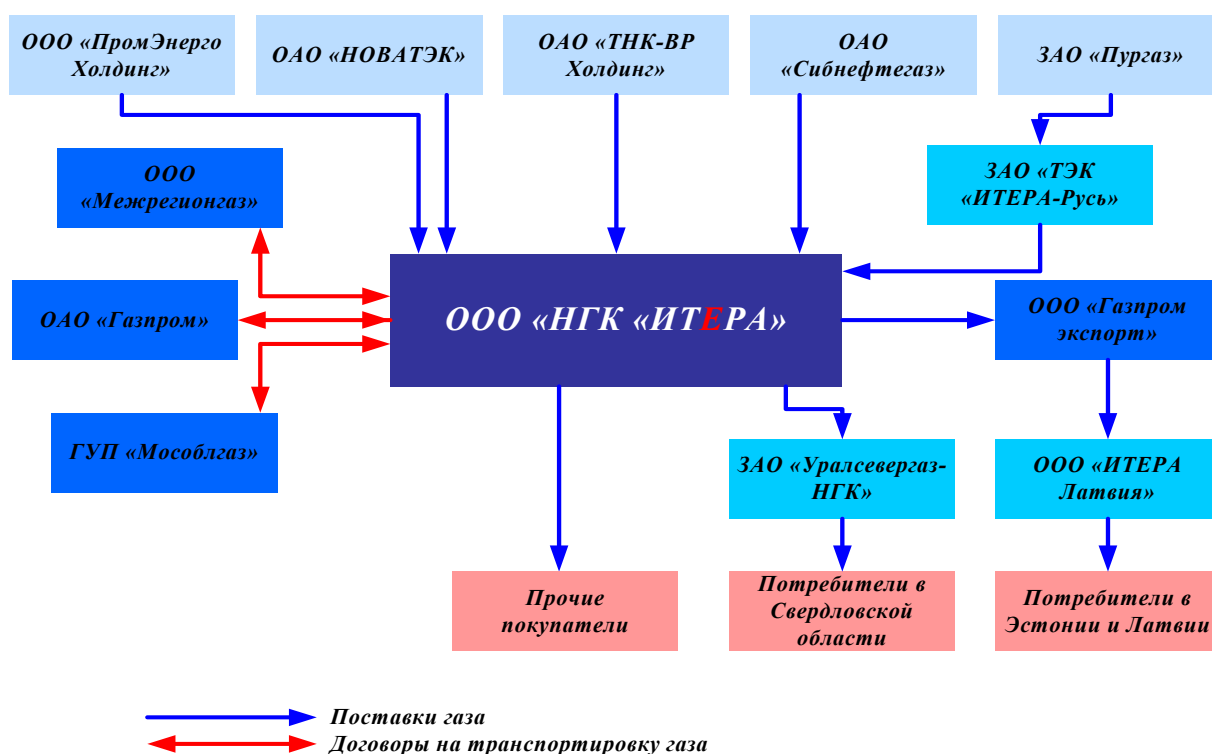 ООО «ПромЭнерго
Холдинг»
ОАО «НОВАТЭК»
ОАО «ТНК-ВР
Холдинг»
ОАО
«Сибнефтегаз»
ЗАО «Пургаз»
ООО
«Межрегионгаз»
ЗАО «ТЭК
«ИТЕРА-Русь»
ОАО «Газпром»
ООО «НГК «ИТЕРА»
ООО «Газпром
экспорт»
ГУП «Мособлгаз»
ЗАО «Уралсевергаз-
НГК»
ООО «ИТЕРА
Латвия»
Прочие
покупатели
Потребители в
Свердловской
области
Потребители в
Эстонии и Латвии
Поставки газа
Договоры на транспортировку газа